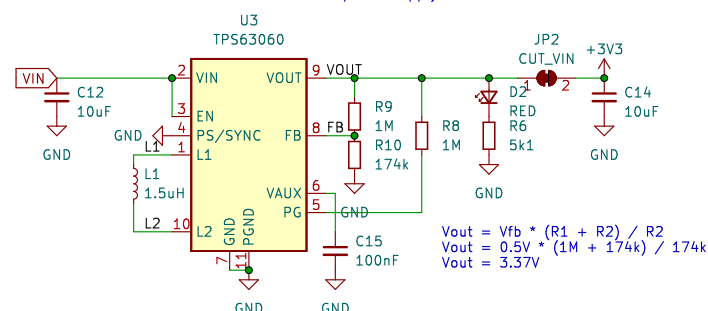 U3
TPS63060
JP2
CUT_VIN
+3V3
VIN
2
VIN
VOUT
9
VOUT
1
2
C12
10uF
D2
RED
C14
10uF
3
EN
R9
1M
R8
1M
R6
5k1
GND
4
PS/SYNC
FB
8
FB
R10
174k
L1
1
L1
GND
GND
GND
L1
1.5uH
VAUX
6
PG
5
GND
L2
10
L2
GND
PGND
7
11
C15
100nF
Vout = Vfb * (R1 + R2) / R2
Vout = 0.5V * (1M + 174k) / 174k
Vout = 3.37V
GND
GND